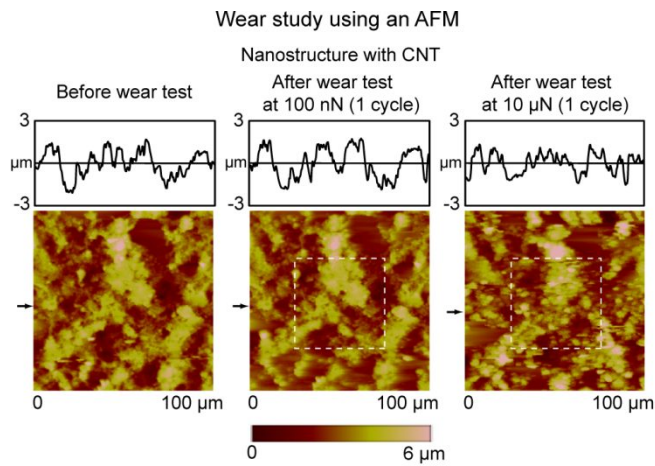 Wear study using an AFM
Nanostructure with CNT
Before wear test
After wear test
at 100 nN (1 cycle)
After wear test
at 10 µN (1 cycle)
3
µm
-3
3
µm
-3
3
µm
-3
0 100 µm
0 100 µm
0 100 µm
0 6 µm